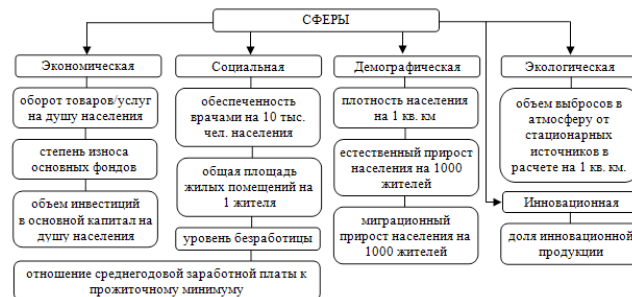 СФЕРЫ
Экономическая
оборот товаров/услуг
на душу населения
степень износа
основных фондов
объем инвестиций
в основной капитал на
душу населения
Социальная
обеспеченность
врачами на 10 тыс.
чел. населения
общая площадь
жилых помещений на
1 жителя
уровень безработицы
отношение среднегодовой заработной платы к
прожиточному минимуму
Демографическая
плотность населения
на 1 кв. км
естественный прирост
населения на 1000
жителей
миграционный
прирост населения на
1000 жителей
Экологическая
объем выбросов в
атмосферу от
стационарных
источников в
расчете на 1 кв. км.
Инновационная
доля инновационной
продукции